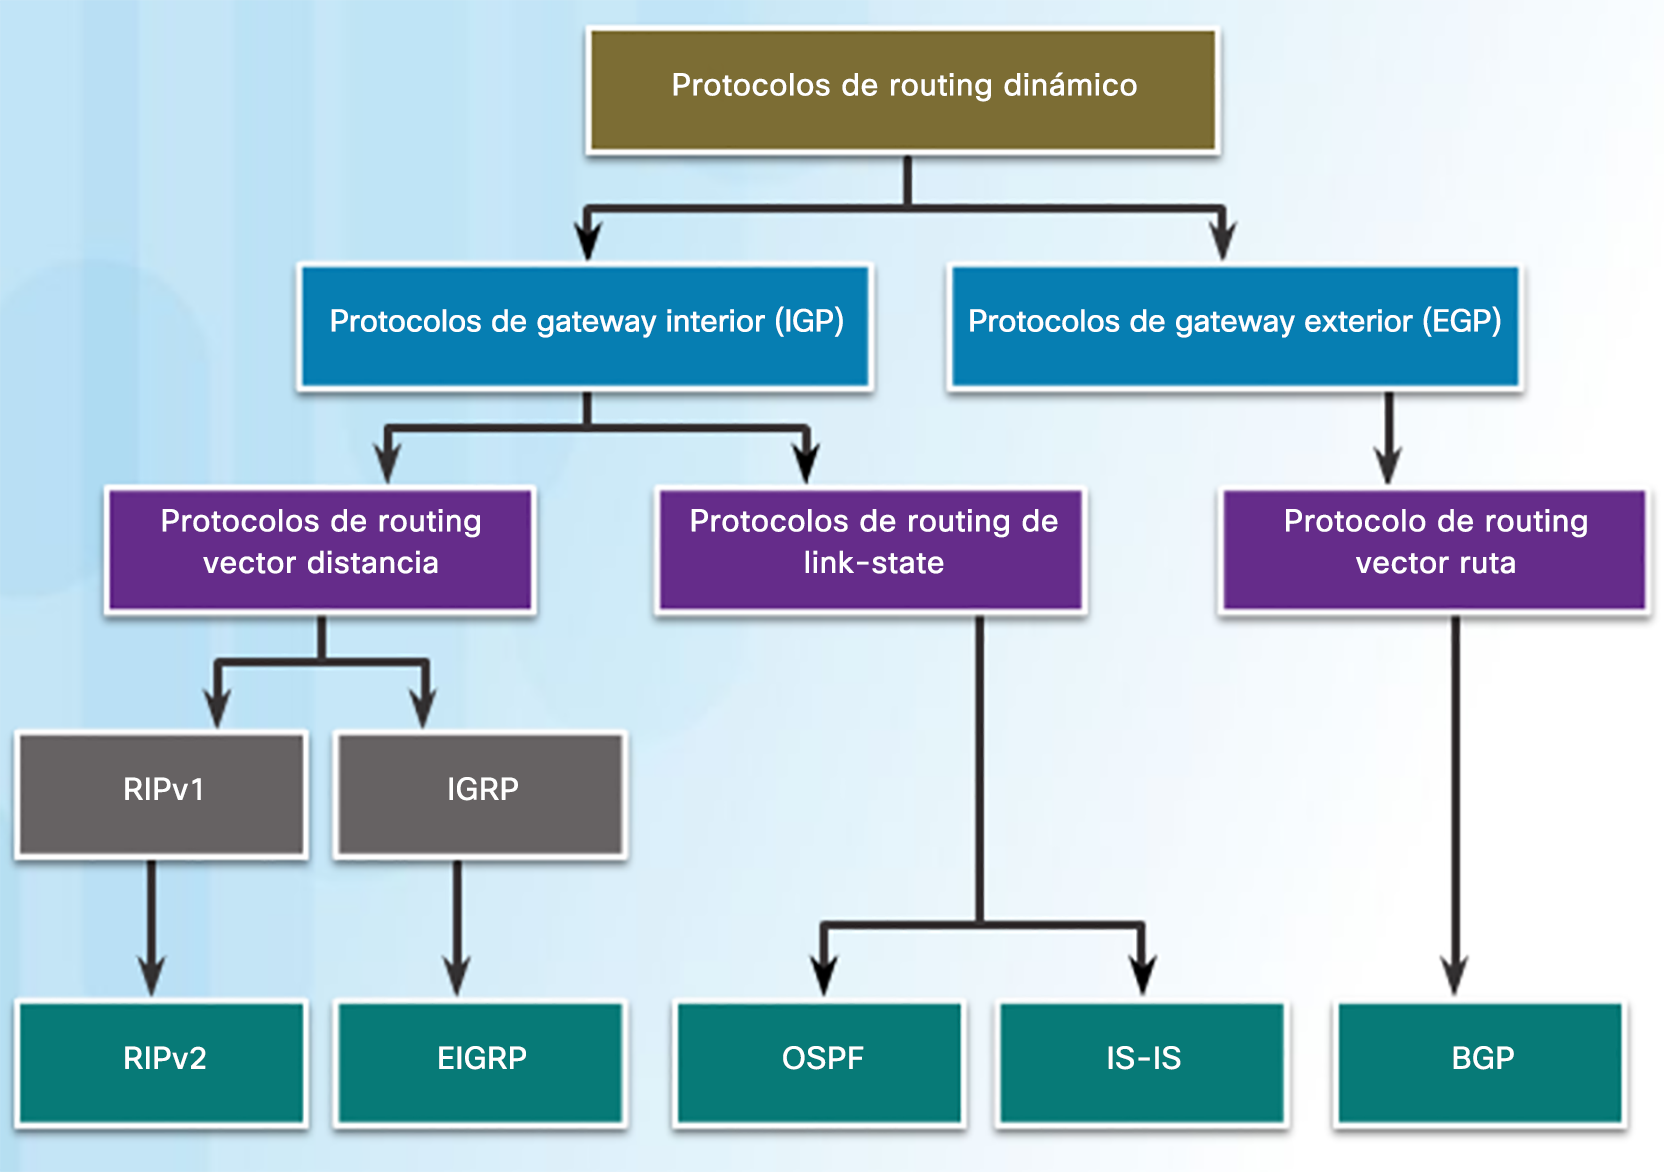 Protocolos de routing dinámico
Protocolos de gateway interior (IGP)
Protocolos de gateway exterior (EGP)
Protocolos de routing
vector distancia
Protocolos de routing de
link-state
Protocolo de routing
vector ruta
RIPv1
IGRP
RIPv2
EIGRP
OSPF
IS-IS
BGP